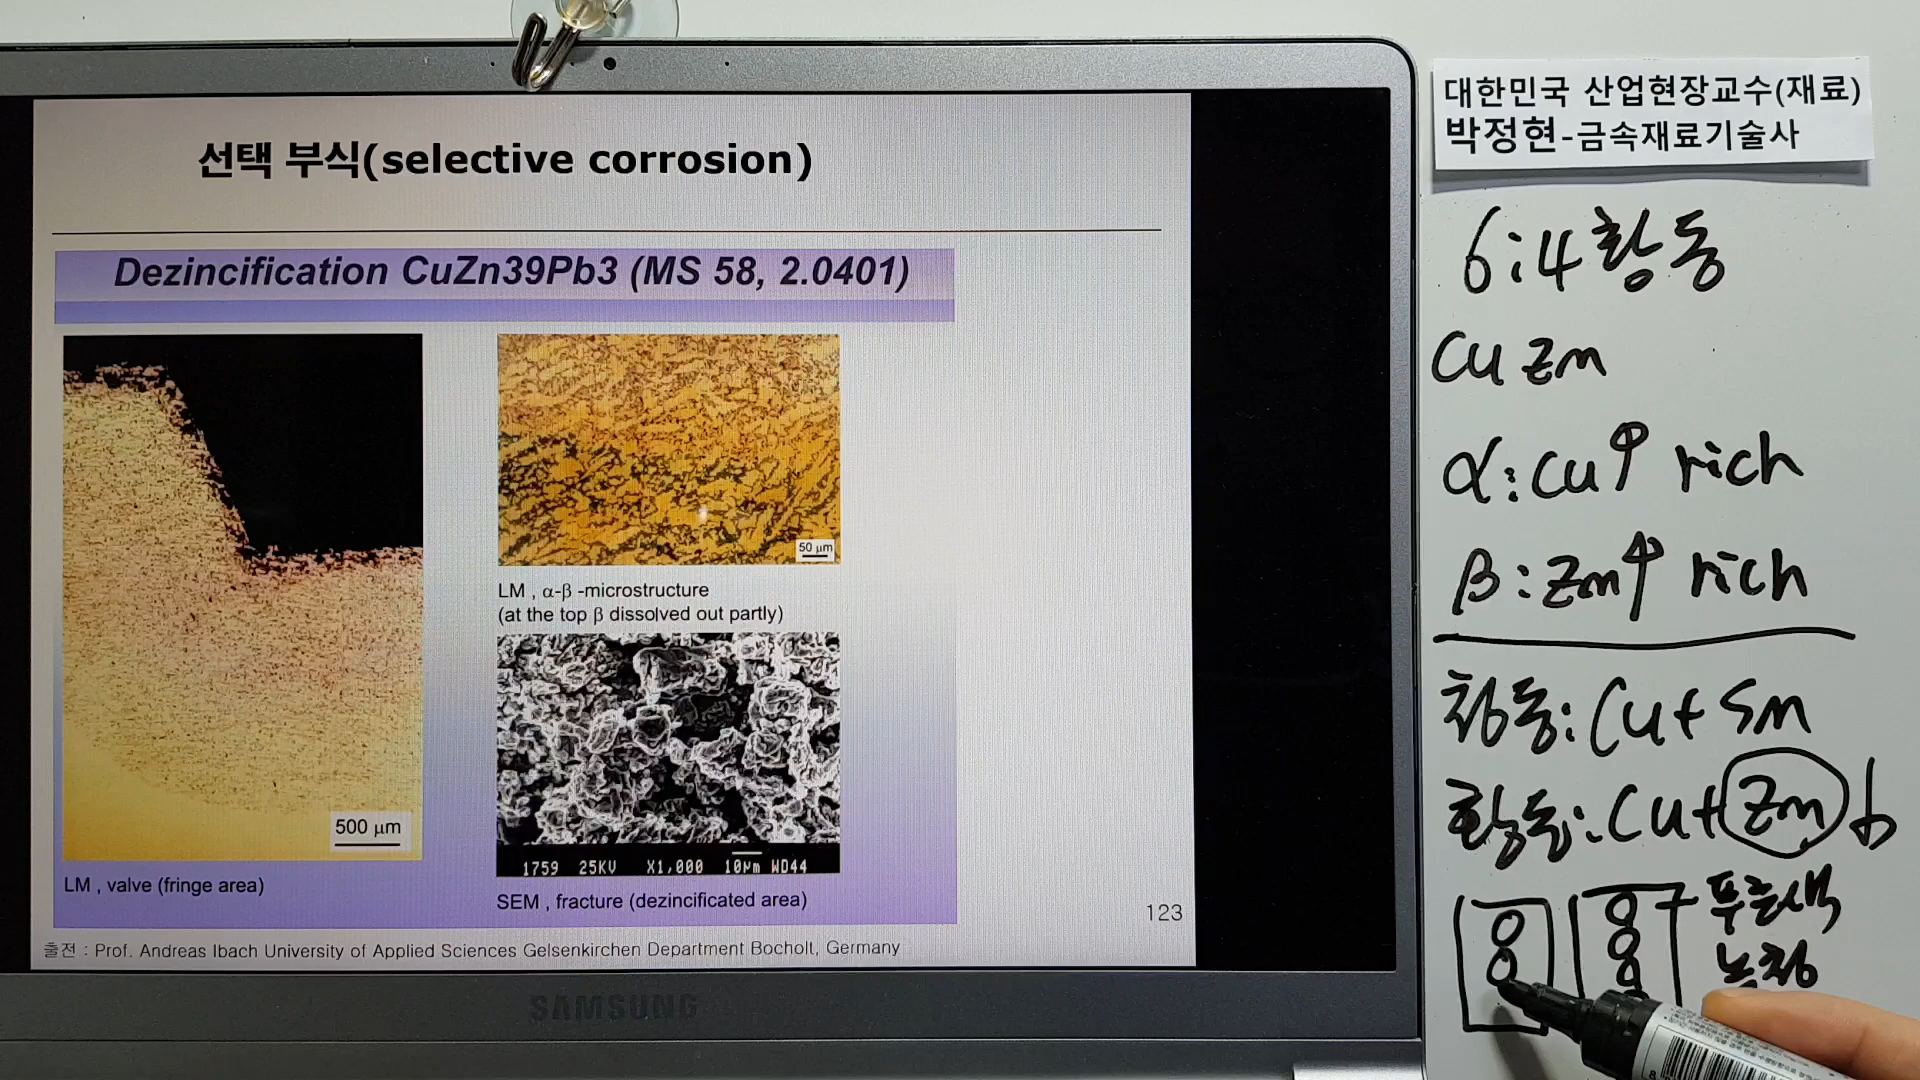 선택 부식(selective corrosion)
Dezincification CuZn39Pb3 (MS 58, 2.0401)
50 μm
LM , α-β -microstructure
(at the top β dissolved out partly)
500 μm
LM , valve (fringe area)
1759 25KV X1,000 10μm WD44
SEM , fracture (dezincificated area)
123
출전 : Prof. Andreas Ibach University of Applied Sciences Gelsenkirchen Department Bocholt, Germany
SAMSUNG
대한민국 산업현장교수(재료)
박정현-금속재료기술사
6:4황동
Cu Zn
α:Cu↑ rich
β:Zn↑ rich
청동:Cu+Sn
황동:Cu+Zn
푸른색
녹청